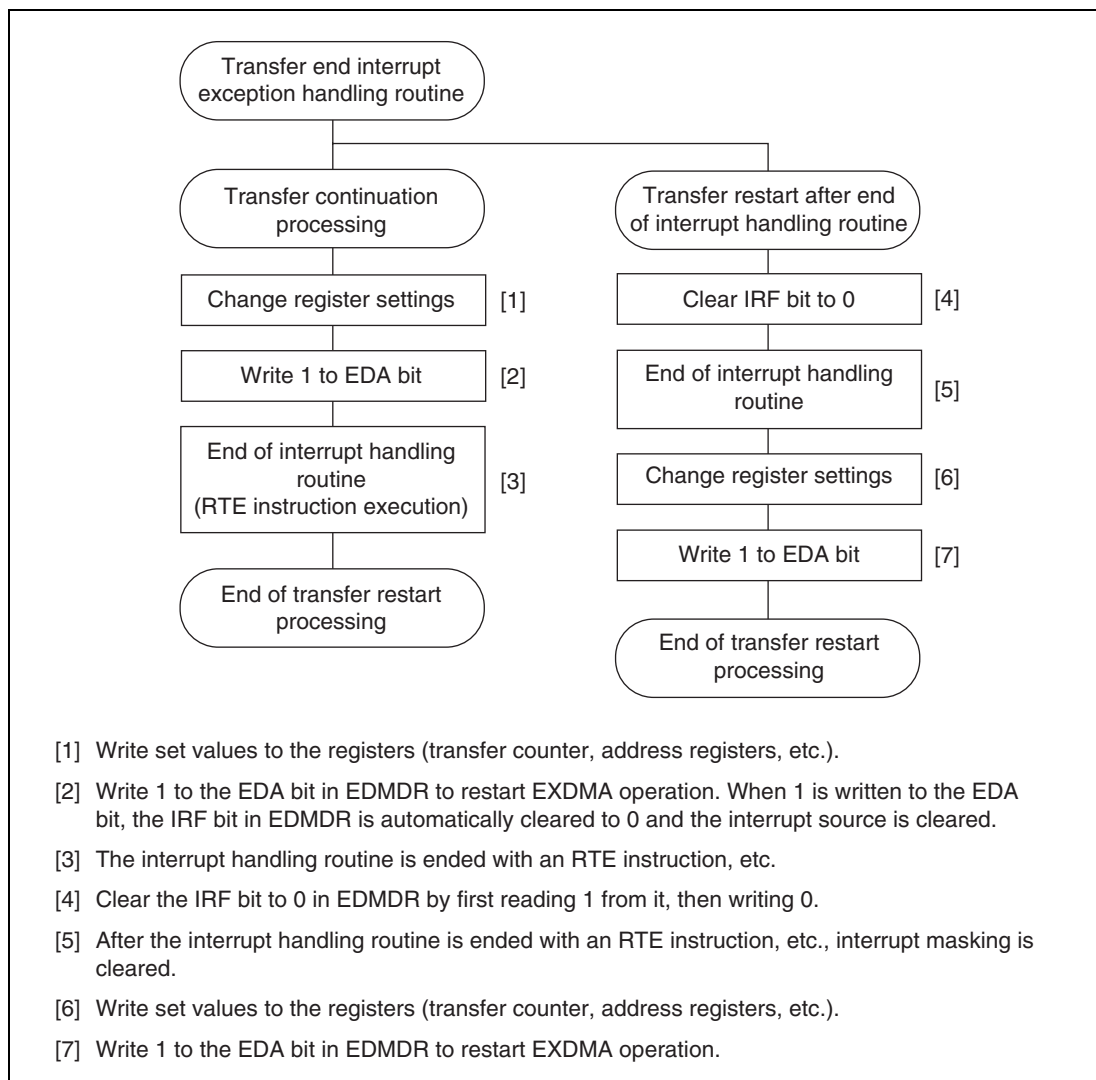 Transfer end interrupt
exception handling routine
Transfer continuation
processing
Change register settings [1]
Write 1 to EDA bit [2]
End of interrupt handling
routine
(RTE instruction execution) [3]
End of transfer restart
processing
Transfer restart after end
of interrupt handling routine
Clear IRF bit to 0 [4]
End of interrupt handling
routine [5]
Change register settings [6]
Write 1 to EDA bit [7]
End of transfer restart
processing
[1] Write set values to the registers (transfer counter, address registers, etc.).
[2] Write 1 to the EDA bit in EDMDR to restart EXDMA operation. When 1 is written to the EDA
bit, the IRF bit in EDMDR is automatically cleared to 0 and the interrupt source is cleared.
[3] The interrupt handling routine is ended with an RTE instruction, etc.
[4] Clear the IRF bit to 0 in EDMDR by first reading 1 from it, then writing 0.
[5] After the interrupt handling routine is ended with an RTE instruction, etc., interrupt masking is
cleared.
[6] Write set values to the registers (transfer counter, address registers, etc.).
[7] Write 1 to the EDA bit in EDMDR to restart EXDMA operation.